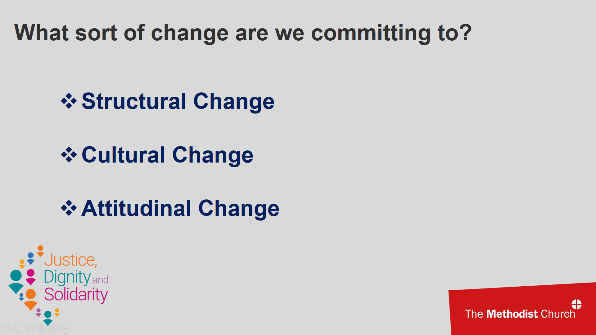 What sort of change are we committing to?
❖ Structural Change
❖ Cultural Change
❖ Attitudinal Change
Justice,
Dignity and
Solidarity
The Methodist Church